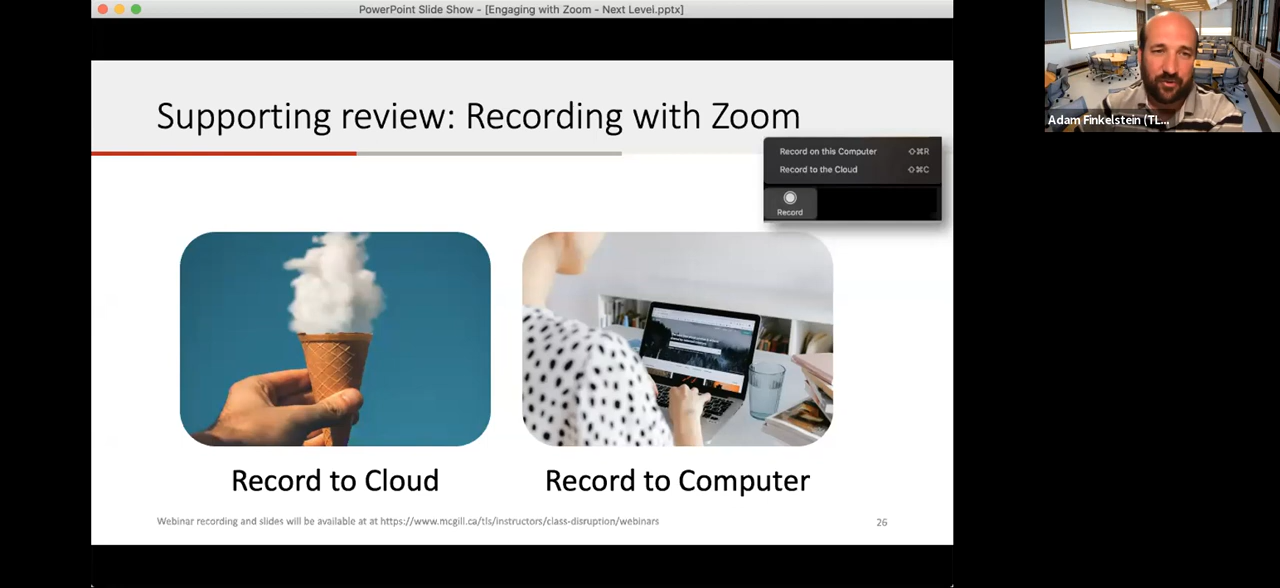 PowerPoint Slide Show - [Engaging with Zoom - Next Level.pptx]
Supporting review: Recording with Zoom
Record on this Computer ⇧⌘R
Record to the Cloud ⇧⌘C
Record
Record to Cloud
Record to Computer
Webinar recording and slides will be available at at https://www.mcgill.ca/tls/instructors/class-disruption/webinars
26
Adam Finkelstein (TL...